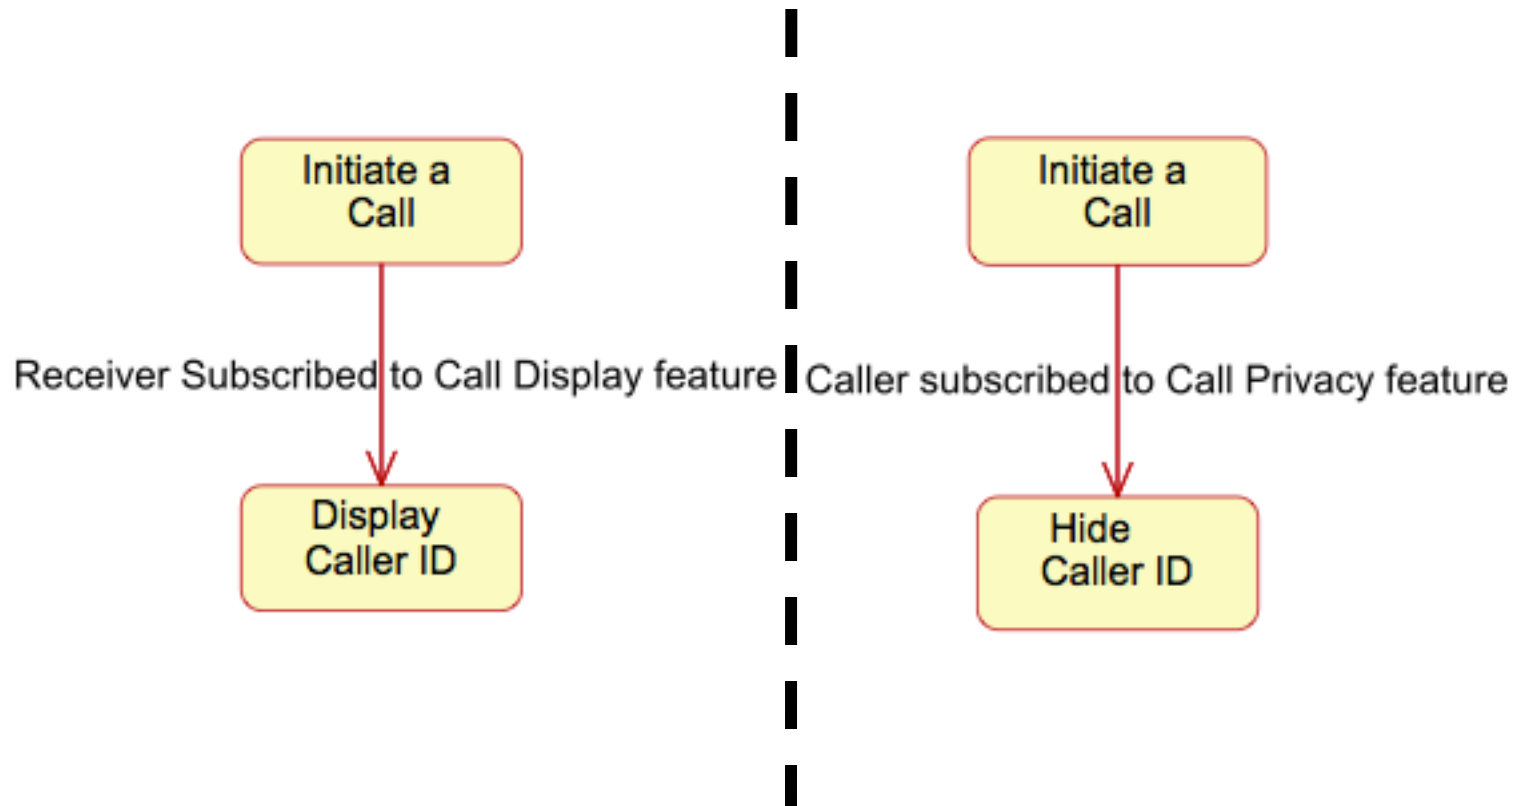 Initiate a
Call
Receiver Subscribed to Call Display feature
Display
Caller ID
Initiate a
Call
Caller subscribed to Call Privacy feature
Hide
Caller ID